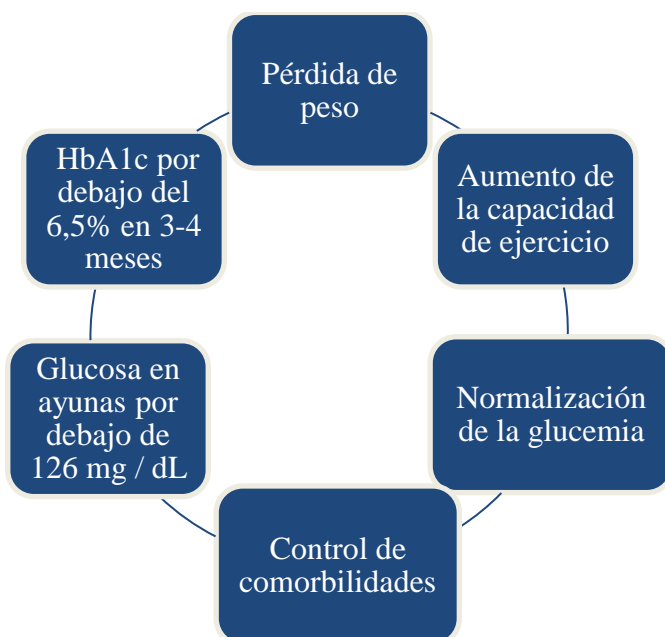 Pérdida de
peso
Aumento de
la capacidad
de ejercicio
Normalización
de la glucemia
Control de
comorbilidades
Glucosa en
ayunas por
debajo de
126 mg / dL
HbA1c por
debajo del
6,5% en 3-4
meses